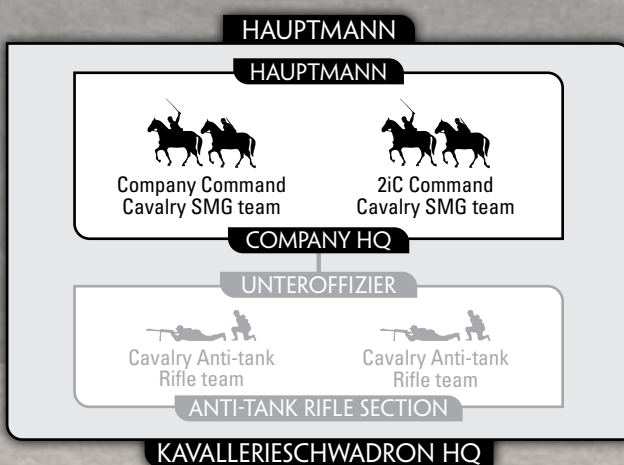 HAUPTMANN
HAUPTMANN
Company Command
Cavalry SMG team
2iC Command
Cavalry SMG team
COMPANY HQ
UNTEROFFIZIER
Cavalry Anti-tank
Rifle team
Cavalry Anti-tank
Rifle team
ANTI-TANK RIFLE SECTION
KAVALLERIESCHWADRON HQ